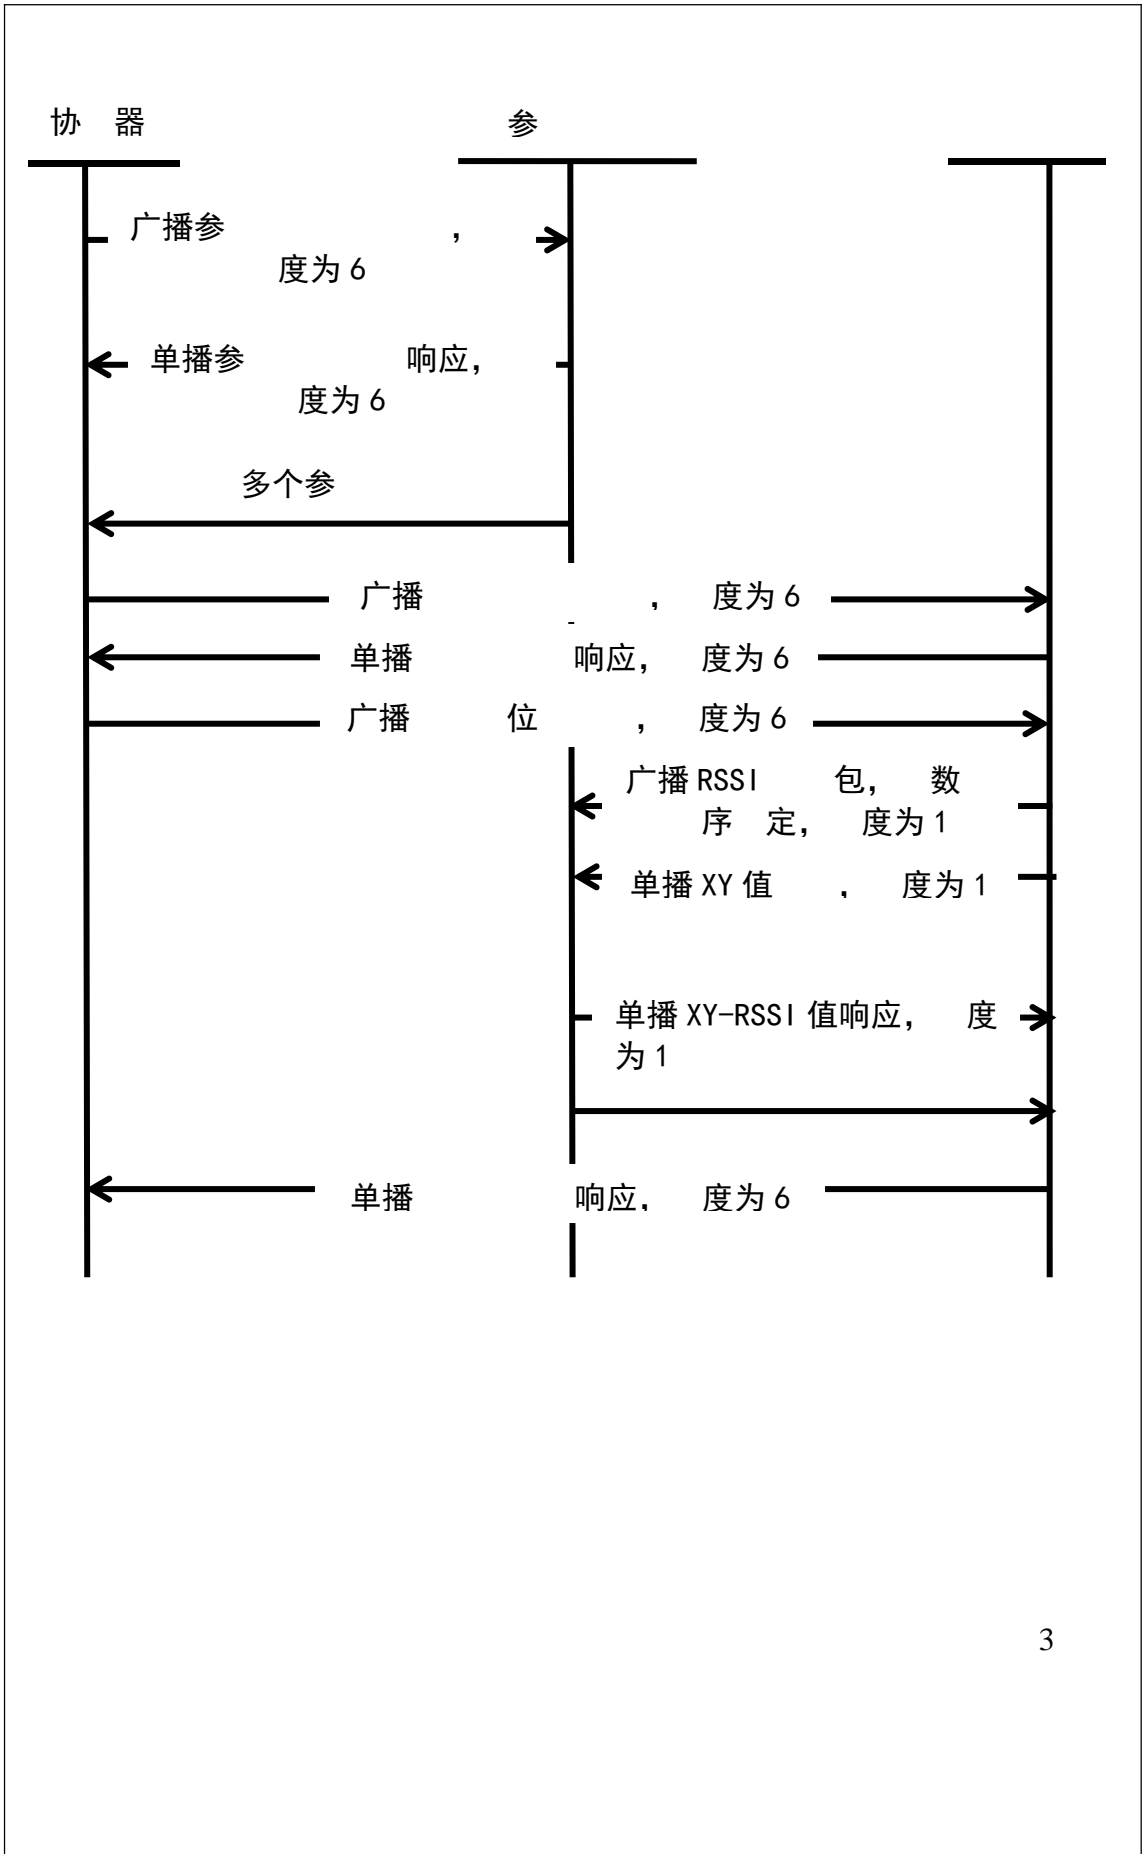 协 器
参
广播参 ，
度为 6
单播参 响应，
度为 6
多个参
广播 ， 度为 6
单播 响应， 度为 6
广播 位 ， 度为 6
广播 RSSI 包， 数
序 定， 度为 1
单播 XY 值 ， 度为 1
单播 XY-RSSI 值响应， 度
为 1
单播 响应， 度为 6
3